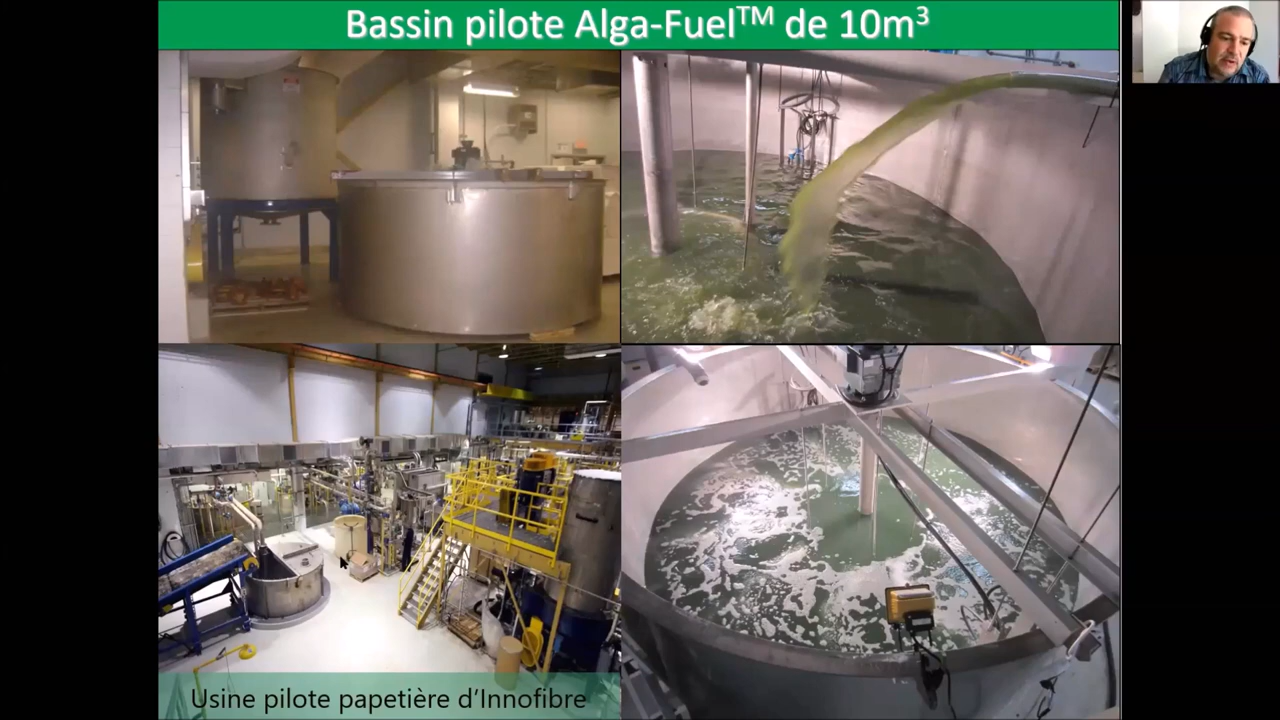 Bassin pilote Alga-Fuel™ de 10m³
Usine pilote papetière d’Innofibre